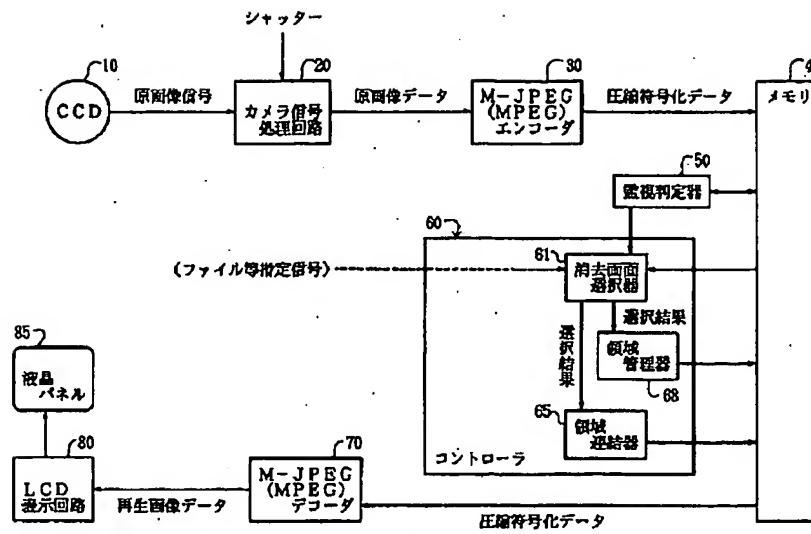 シャッター
10
CCD
原画像信号
20
カメラ信号
処理回路
原画像データ
30
M-JPEG
(MPEG)
エンコーダ
圧縮符号化データ
4
メモリ
50
監視判定器
60
(ファイル等指定信号)
61
消去画面
選択器
選択結果
選択結果
領域
管理器
68
65
領域
連結器
コントローラ
85
液晶
パネル
80
LCD
表示回路
再生画像データ
70
M-JPEG
(MPEG)
デコーダ
圧縮符号化データ